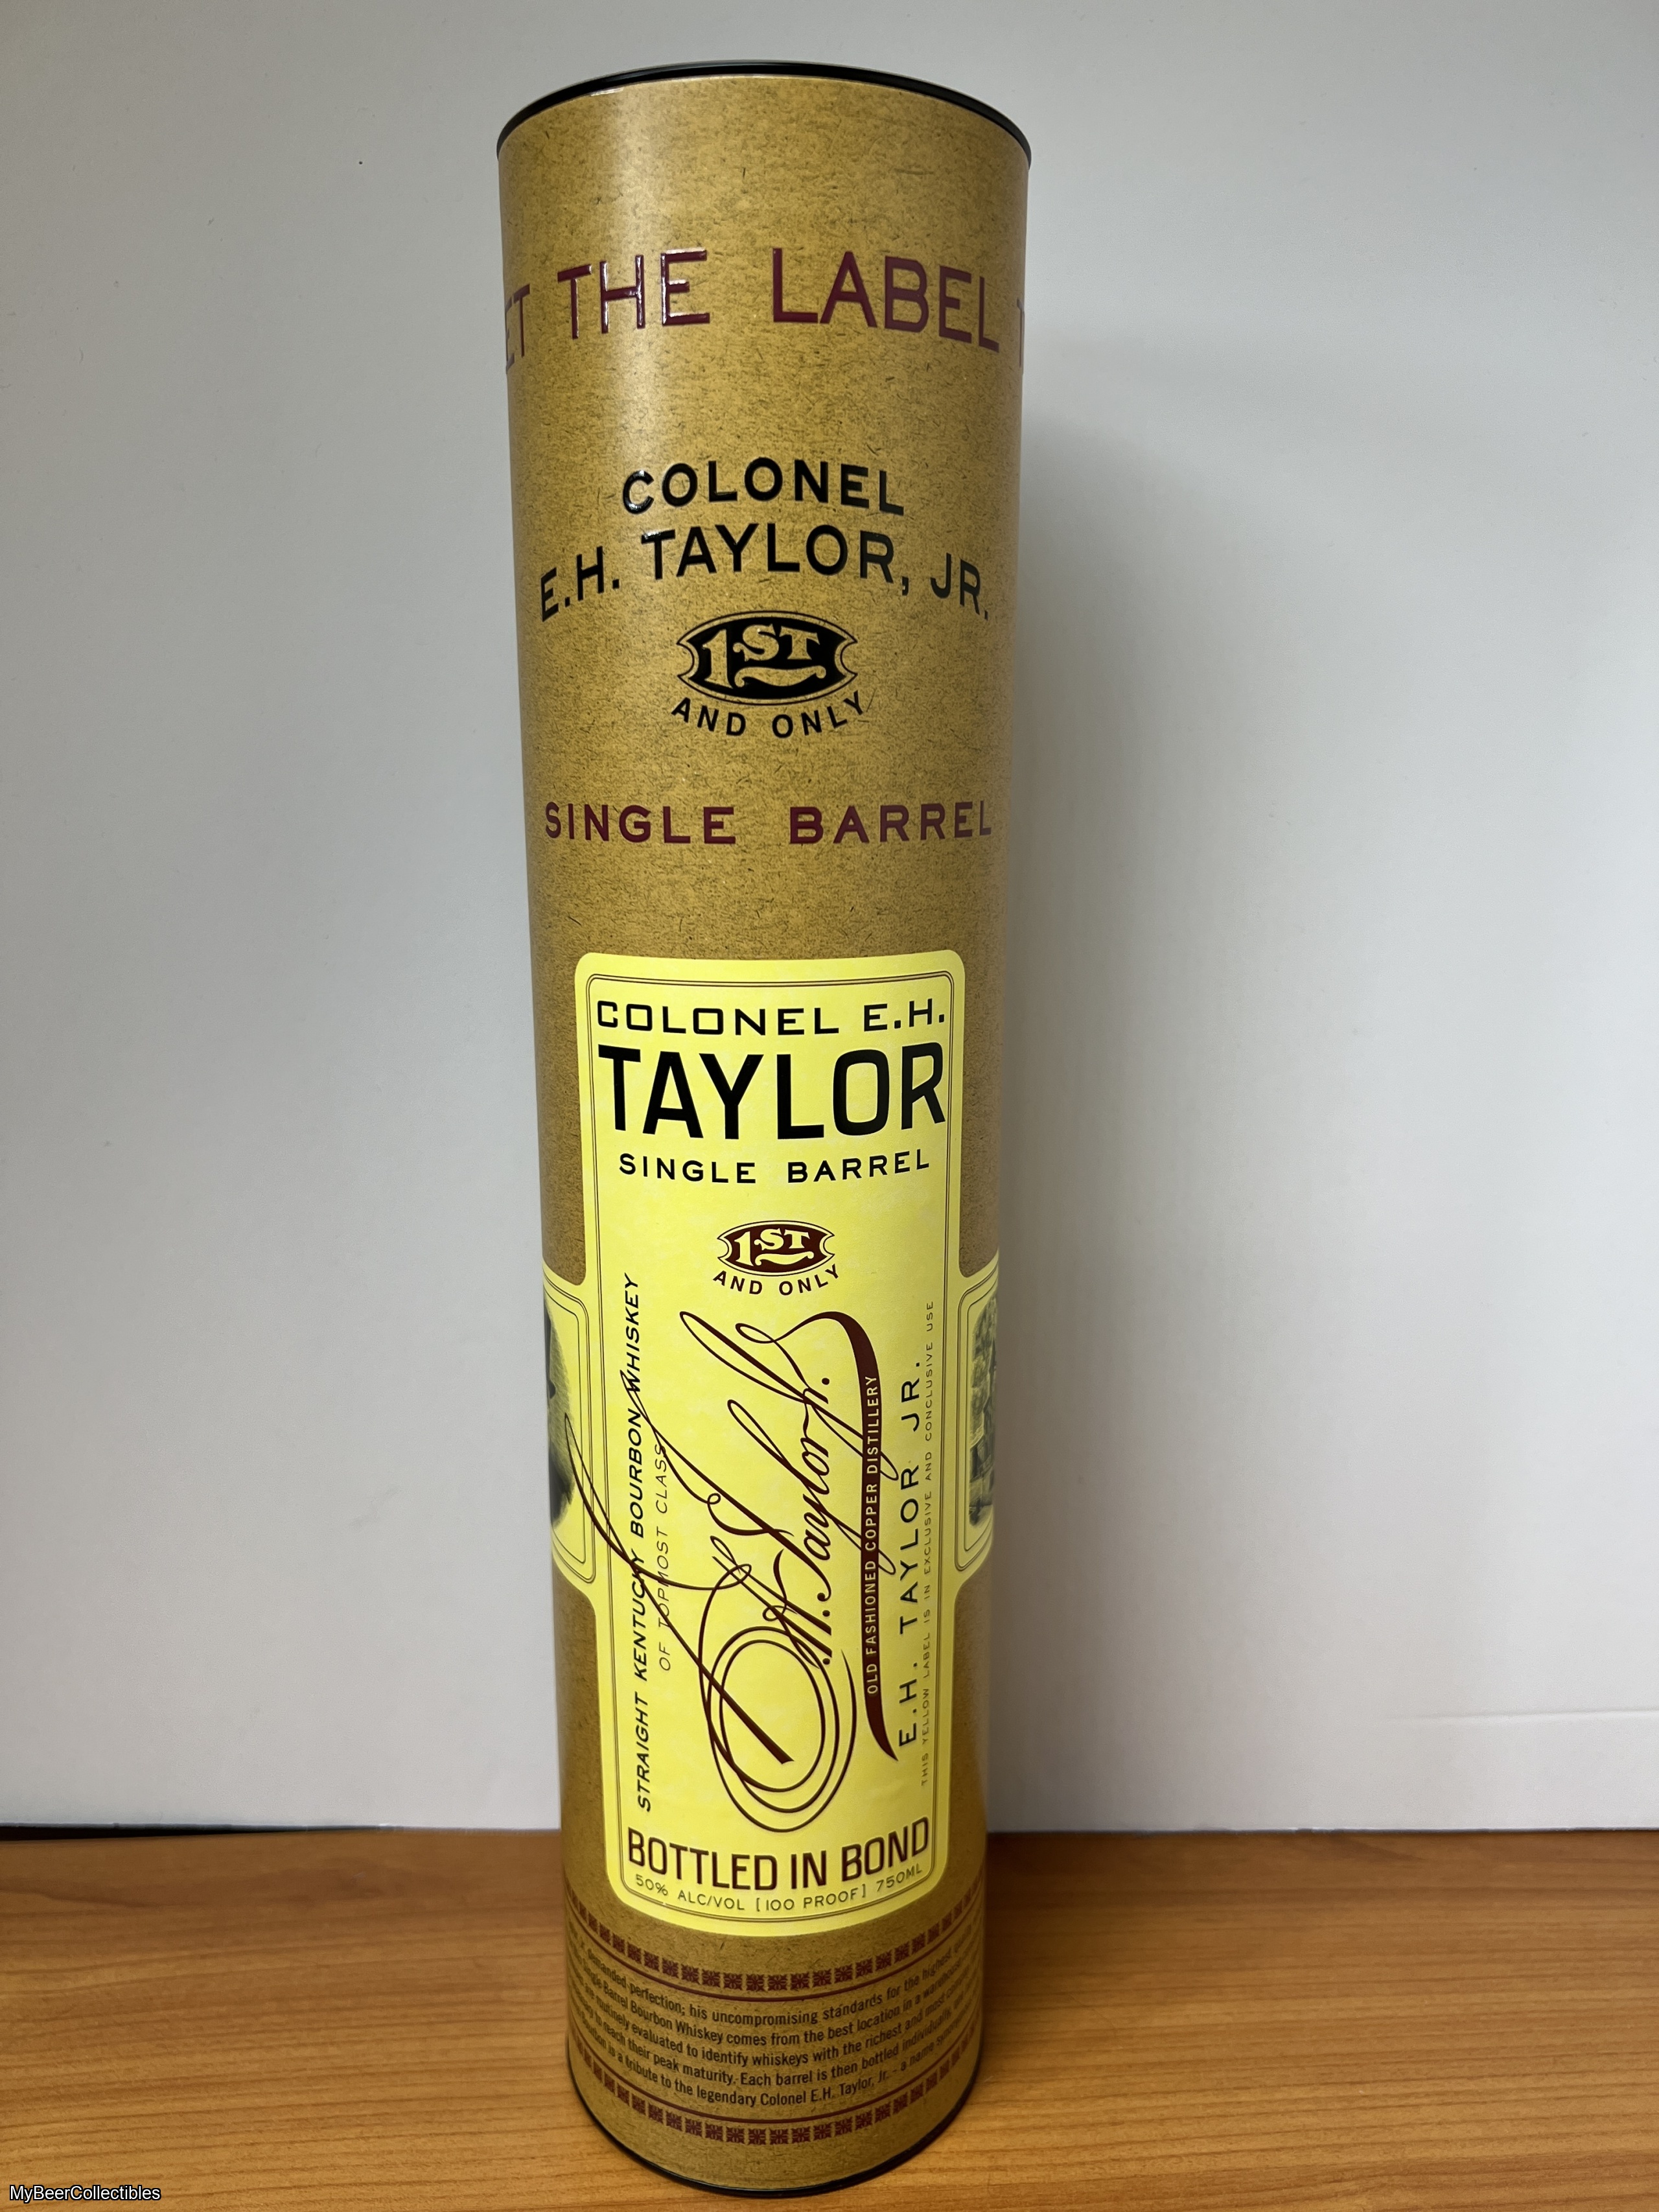 THE LABEL
COLONEL
E.H. TAYLOR, JR.
1ST
AND ONLY
SINGLE BARREL
COLONEL E.H.
TAYLOR
SINGLE BARREL
1ST
AND ONLY
STRAIGHT KENTUCKY BOURBON WHISKEY
OF TOPMOST CLASS
E.H. Taylor Jr.
OLD FASHIONED COPPER DISTILLERY
E.H. TAYLOR JR.
THIS YELLOW LABEL IS IN EXCLUSIVE AND CONCLUSIVE USE
BOTTLED IN BOND
50% ALC/VOL [100 PROOF] 750ML
demanded perfection; his uncompromising standards for the highest
Single Barrel Bourbon Whiskey comes from the best location in a warehouse
are routinely evaluated to identify whiskeys with the richest and most
to reach their peak maturity. Each barrel is then bottled individually,
is a tribute to the legendary Colonel E.H. Taylor, Jr. - a name
MyBeerCollectibles